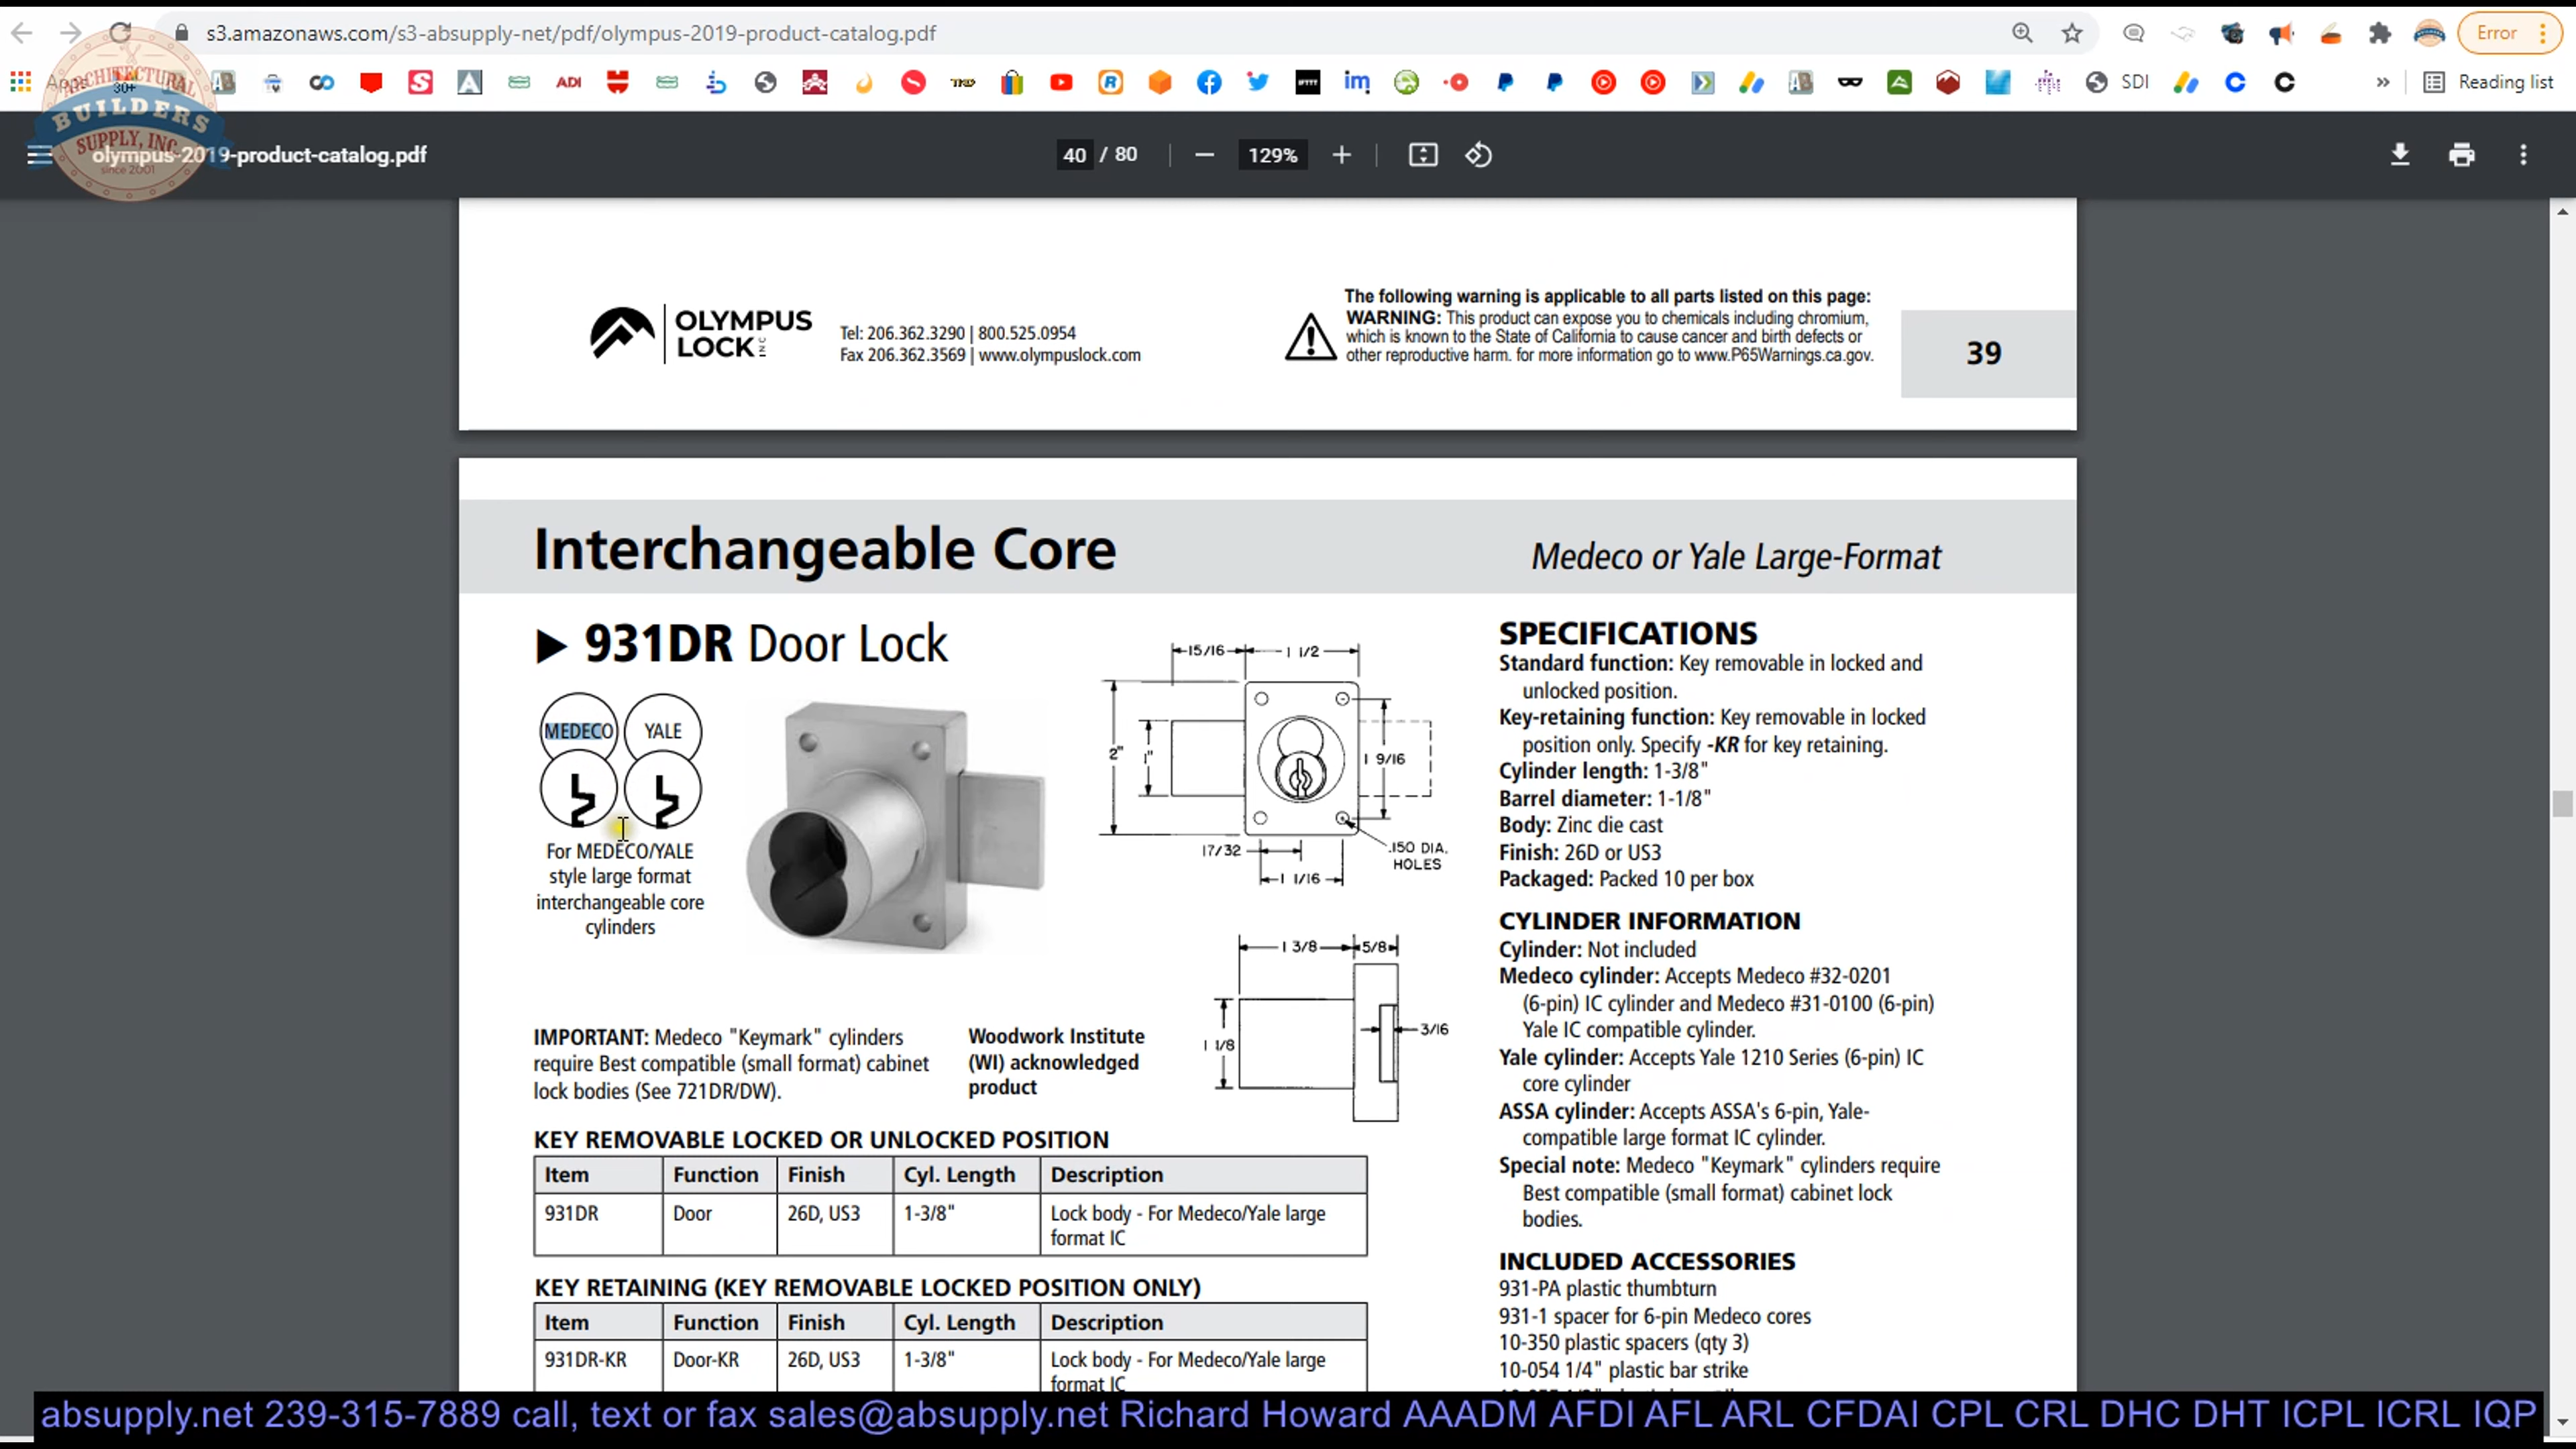 s3.amazonaws.com/s3-absupply-net/pdf/olympus-2019-product-catalog.pdf
Error
Apps
30+
ADI
SDI
Reading list
ARCHITECTURAL
BUILDERS
SUPPLY, INC.
since 2001
olympus-2019-product-catalog.pdf
40 / 80
129%
OLYMPUS
LOCK INC
Tel: 206.362.3290 | 800.525.0954
Fax 206.362.3569 | www.olympuslock.com
The following warning is applicable to all parts listed on this page:
WARNING: This product can expose you to chemicals including chromium,
which is known to the State of California to cause cancer and birth defects or
other reproductive harm. for more information go to www.P65Warnings.ca.gov.
39
Interchangeable Core
Medeco or Yale Large-Format
931DR Door Lock
MEDECO
YALE
For MEDECO/YALE
style large format
interchangeable core
cylinders
15/16
1 1/2
2"
1"
1 9/16
17/32
1 1/16
.150 DIA.
HOLES
1 3/8
5/8
1 1/8
3/16
IMPORTANT: Medeco "Keymark" cylinders
require Best compatible (small format) cabinet
lock bodies (See 721DR/DW).
Woodwork Institute
(WI) acknowledged
product
KEY REMOVABLE LOCKED OR UNLOCKED POSITION
Item Function Finish Cyl. Length Description
931DR Door 26D, US3 1-3/8" Lock body - For Medeco/Yale large
format IC
KEY RETAINING (KEY REMOVABLE LOCKED POSITION ONLY)
Item Function Finish Cyl. Length Description
931DR-KR Door-KR 26D, US3 1-3/8" Lock body - For Medeco/Yale large
format IC
SPECIFICATIONS
Standard function: Key removable in locked and
unlocked position.
Key-retaining function: Key removable in locked
position only. Specify -KR for key retaining.
Cylinder length: 1-3/8"
Barrel diameter: 1-1/8"
Body: Zinc die cast
Finish: 26D or US3
Packaged: Packed 10 per box
CYLINDER INFORMATION
Cylinder: Not included
Medeco cylinder: Accepts Medeco #32-0201
(6-pin) IC cylinder and Medeco #31-0100 (6-pin)
Yale IC compatible cylinder.
Yale cylinder: Accepts Yale 1210 Series (6-pin) IC
core cylinder
ASSA cylinder: Accepts ASSA's 6-pin, Yale-
compatible large format IC cylinder.
Special note: Medeco "Keymark" cylinders require
Best compatible (small format) cabinet lock
bodies.
INCLUDED ACCESSORIES
931-PA plastic thumbturn
931-1 spacer for 6-pin Medeco cores
10-350 plastic spacers (qty 3)
10-054 1/4" plastic bar strike
absupply.net 239-315-7889 call, text or fax sales@absupply.net Richard Howard AAADM AFDI AFL ARL CFDAI CPL CRL DHC DHT ICPL ICRL IQP